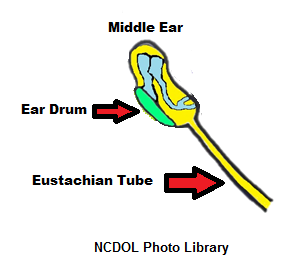 Middle Ear
Ear Drum
Eustachian Tube
NCDOL Photo Library